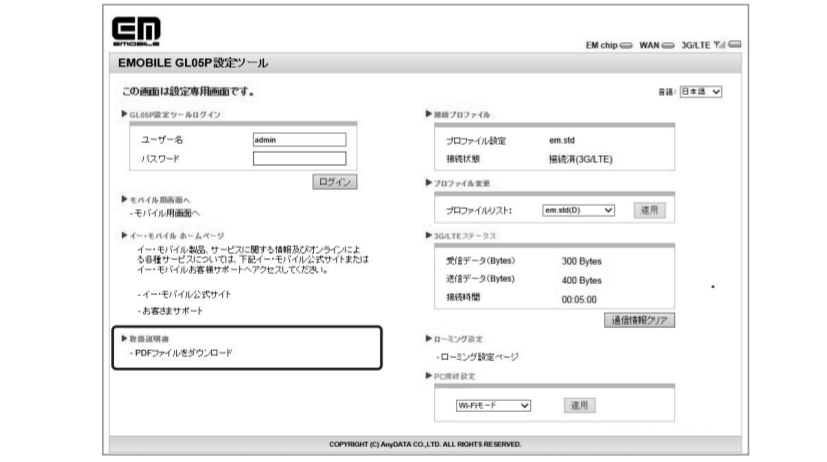 EM
EMOBILE
EM chip WAN 3G/LTE
EMOBILE GL05P設定ツール
この画面は設定専用画面です。
言語: 日本語
GL05P設定ツールログイン
ユーザー名 admin
パスワード
ログイン
モバイル用画面へ
-モバイル用画面へ
イー・モバイル ホームページ
イー・モバイル製品、サービスに関する情報及びオンラインによ
る各種サービスについては、下記イー・モバイル公式サイトまたは
イー・モバイルお客様サポートへアクセスしてください。
-イー・モバイル公式サイト
-お客さまサポート
取扱説明書
-PDFファイルをダウンロード
接続プロファイル
プロファイル設定 em.std
接続状態 接続済(3G/LTE)
プロファイル変更
プロファイルリスト: em.std(D) 適用
3G/LTEステータス
受信データ(Bytes) 300 Bytes
送信データ(Bytes) 400 Bytes
接続時間 00:05:00
通信情報クリア
ローミング設定
-ローミング設定ページ
PC接続設定
Wi-Fiモード 適用
COPYRIGHT (C) AnyDATA CO.,LTD. ALL RIGHTS RESERVED.